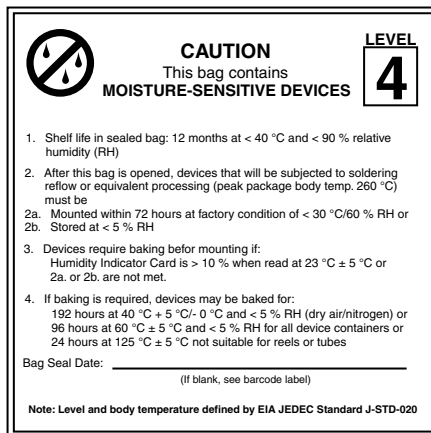 LEVEL
CAUTION
4
This bag contains
MOISTURE-SENSITIVE DEVICES
1. Shelf life in sealed bag: 12 months at < 40 °C and < 90 % relative
humidity (RH)
2. After this bag is opened, devices that will be subjected to soldering
reflow or equivalent processing (peak package body temp. 260 °C)
must be
2a. Mounted within 72 hours at factory condition of < 30 °C/60 % RH or
2b. Stored at < 5 % RH
3. Devices require baking befor mounting if:
Humidity Indicator Card is > 10 % when read at 23 °C ± 5 °C or
2a. or 2b. are not met.
4. If baking is required, devices may be baked for:
192 hours at 40 °C + 5 °C/- 0 °C and < 5 % RH (dry air/nitrogen) or
96 hours at 60 °C ± 5 °C and < 5 % RH for all device containers or
24 hours at 125 °C ± 5 °C not suitable for reels or tubes
Bag Seal Date:
(If blank, see barcode label)
Note: Level and body temperature defined by EIA JEDEC Standard J-STD-020